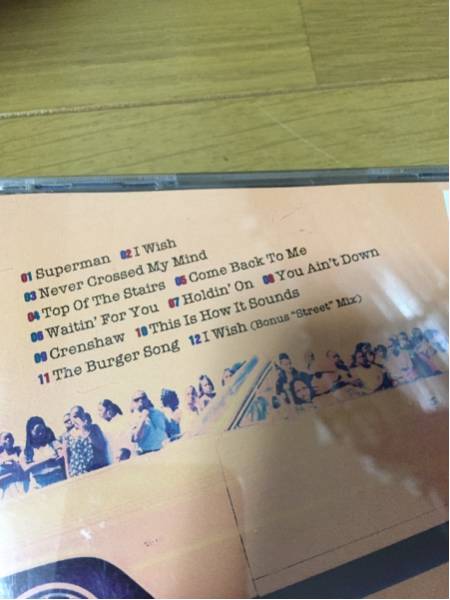 01 Superman 02 I Wish
03 Never Crossed My Mind
04 Top Of The Stairs 05 Come Back To Me
06 Waitin' For You 07 Holdin' On 08 You Ain't Down
09 Crenshaw 10 This Is How It Sounds
11 The Burger Song 12 I Wish (Bonus "Street" Mix)